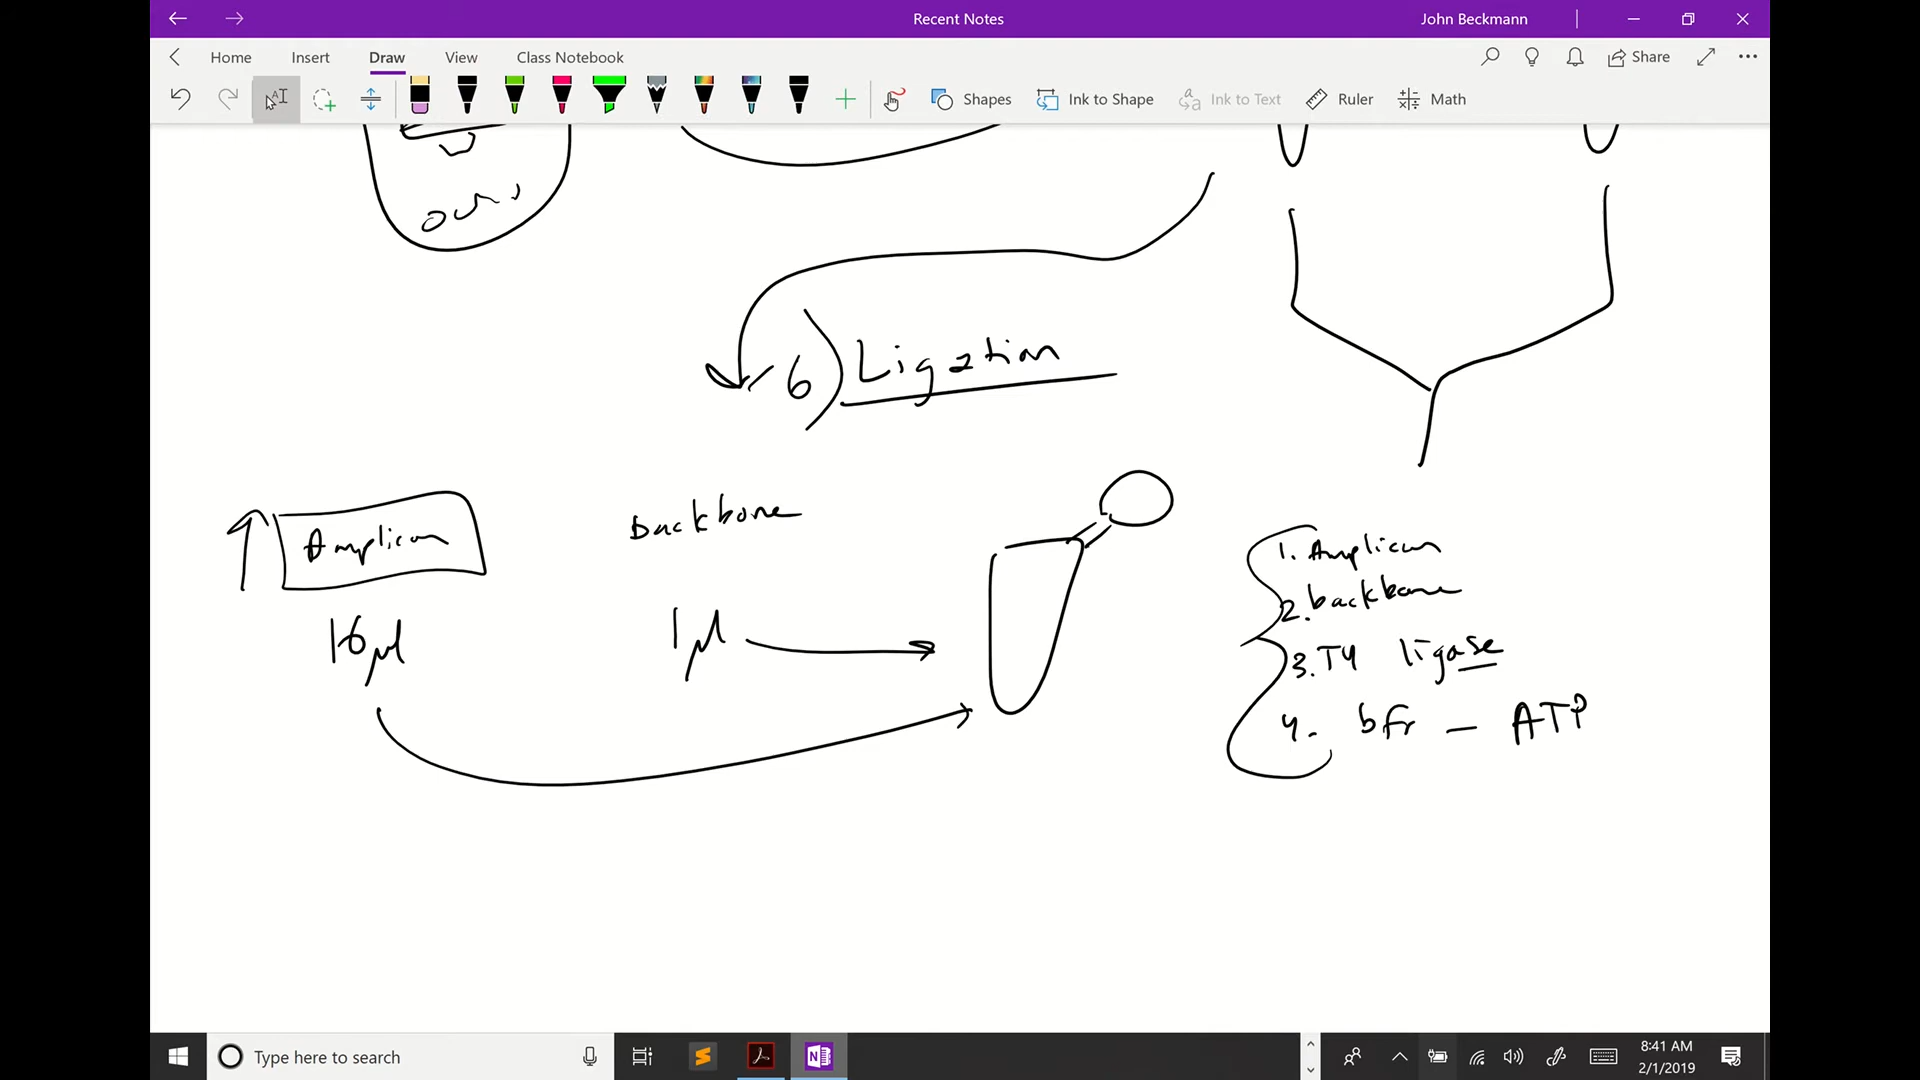 Recent Notes
John Beckmann
Home Insert Draw View Class Notebook
Share
Shapes Ink to Shape Ink to Text Ruler Math
6) Ligation
Amplicon
backbone
16 µl
1 µl
1. Amplicon
2. backbone
3. T4 ligase
4. bfr – ATP
Type here to search
8:41 AM
2/1/2019